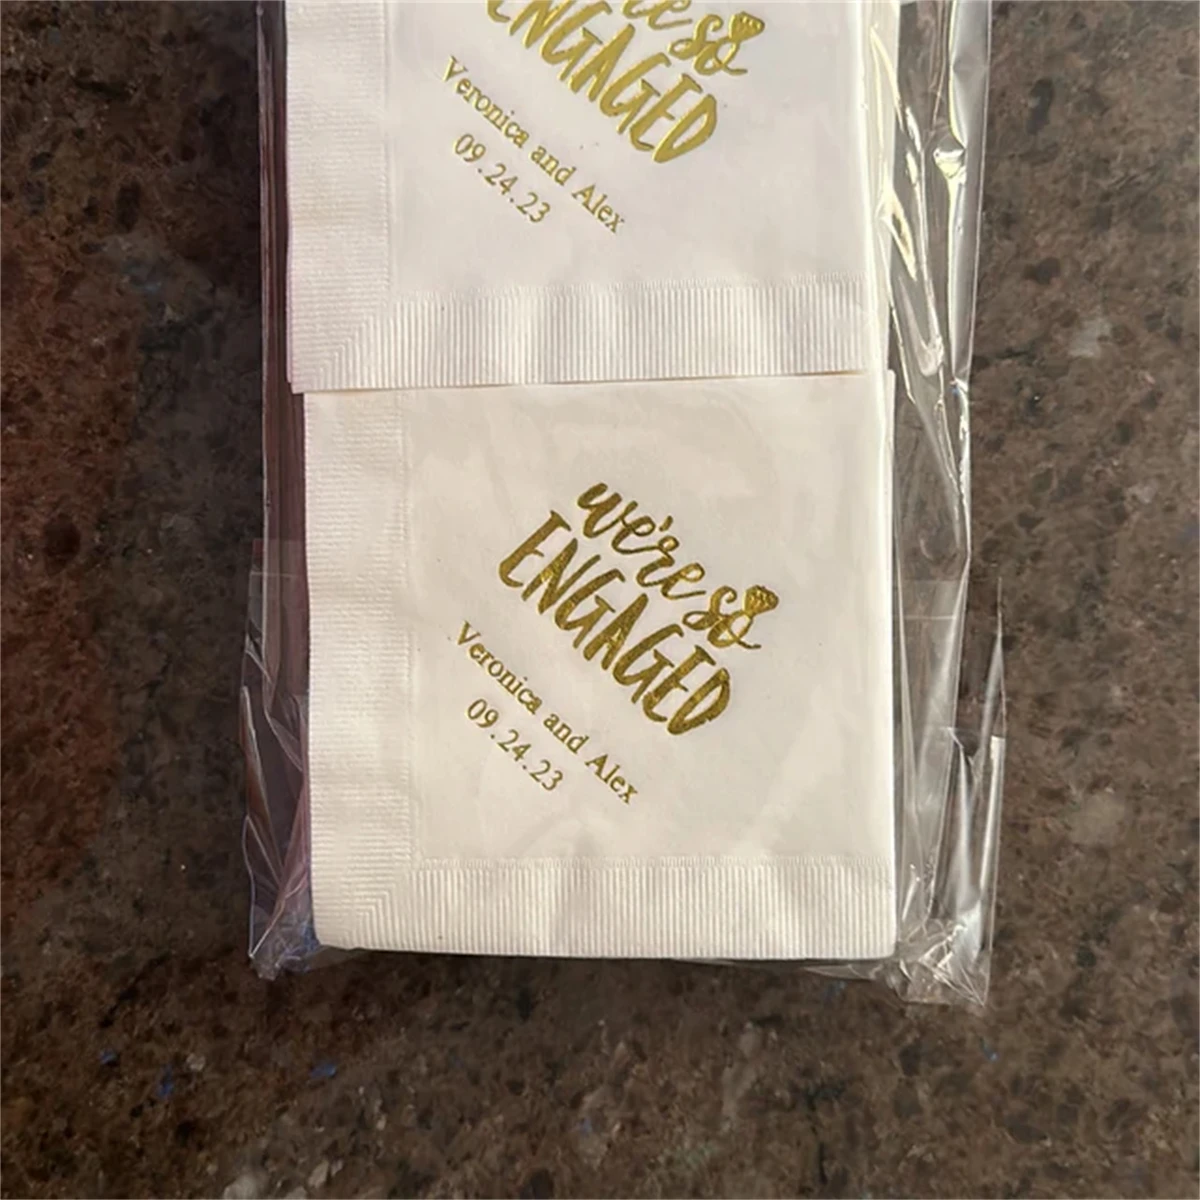 we're so
ENGAGED
Veronica and Alex
09.24.23
we're so
ENGAGED
Veronica and Alex
09.24.23